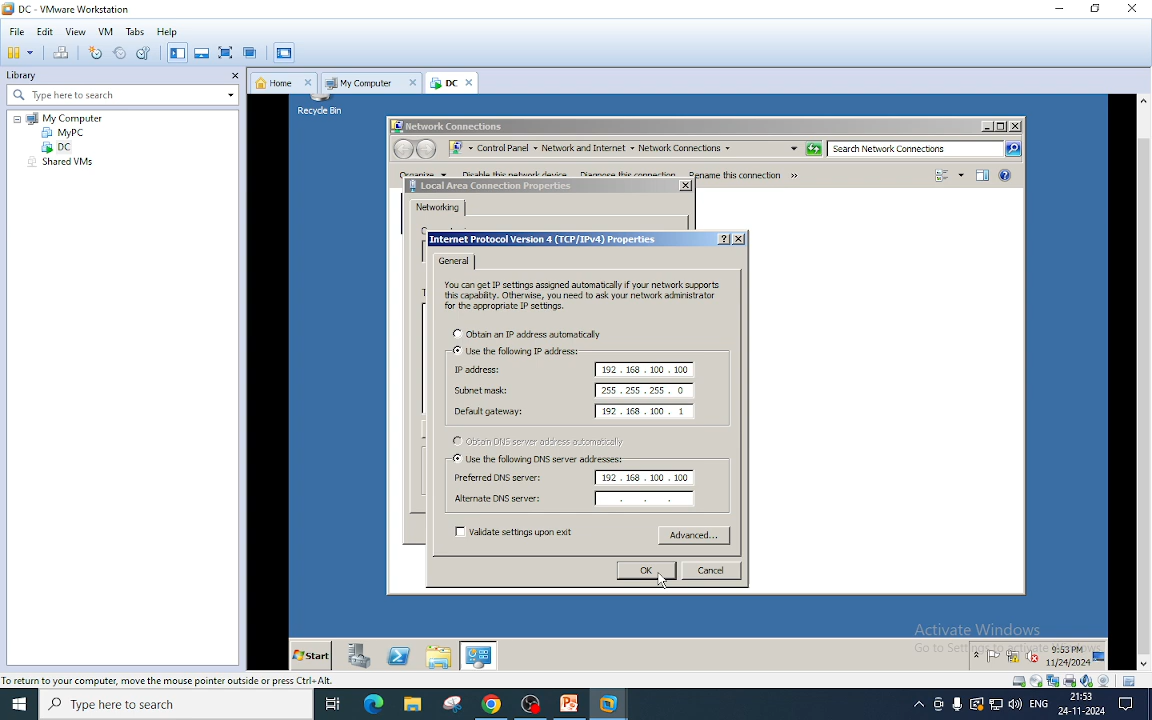 DC - VMware Workstation
File Edit View VM Tabs Help
Library
Type here to search
My Computer
MyPC
DC
Shared VMs
Home My Computer DC
Recycle Bin
Network Connections
Control Panel Network and Internet Network Connections Search Network Connections
Organize Disable this network device Diagnose this connection Rename this connection »
Local Area Connection Properties
Networking
Internet Protocol Version 4 (TCP/IPv4) Properties
General
You can get IP settings assigned automatically if your network supports
this capability. Otherwise, you need to ask your network administrator
for the appropriate IP settings.
Obtain an IP address automatically
Use the following IP address:
IP address: 192 . 168 . 100 . 100
Subnet mask: 255 . 255 . 255 . 0
Default gateway: 192 . 168 . 100 . 1
Obtain DNS server address automatically
Use the following DNS server addresses:
Preferred DNS server: 192 . 168 . 100 . 100
Alternate DNS server: . . .
Validate settings upon exit
Advanced...
OK Cancel
Activate Windows
Go to Settings to activate
Start
9:53 PM
11/24/2024
To return to your computer, move the mouse pointer outside or press Ctrl+Alt.
Type here to search
ENG
21:53
24-11-2024